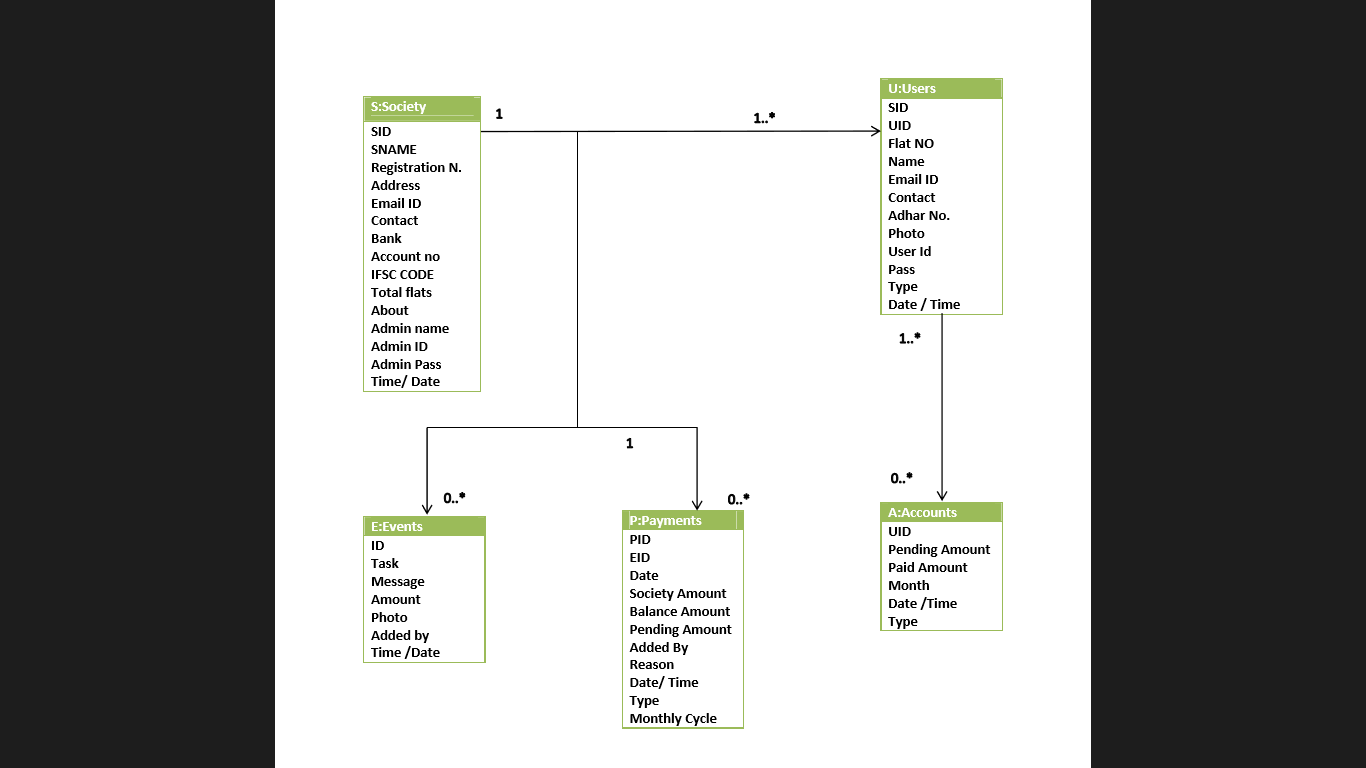 S:Society
SID
SNAME
Registration N.
Address
Email ID
Contact
Bank
Account no
IFSC CODE
Total flats
About
Admin name
Admin ID
Admin Pass
Time/ Date
1
1..*
U:Users
SID
UID
Flat NO
Name
Email ID
Contact
Adhar No.
Photo
User Id
Pass
Type
Date / Time
1..*
0..*
1
0..*
0..*
E:Events
ID
Task
Message
Amount
Photo
Added by
Time /Date
P:Payments
PID
EID
Date
Society Amount
Balance Amount
Pending Amount
Added By
Reason
Date/ Time
Type
Monthly Cycle
A:Accounts
UID
Pending Amount
Paid Amount
Month
Date /Time
Type